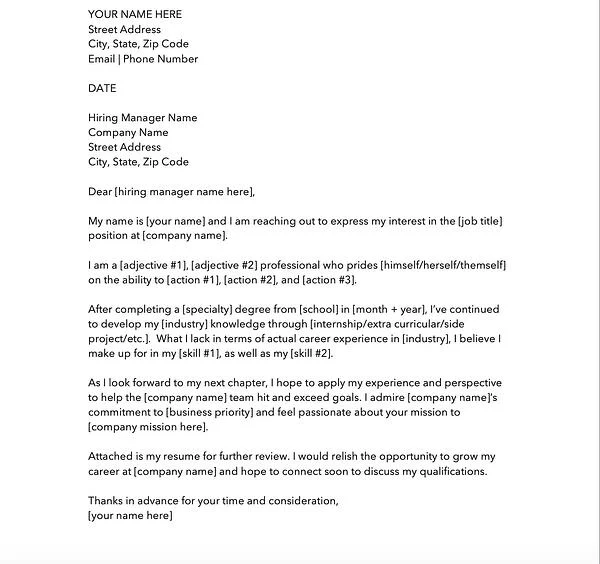 YOUR NAME HERE
Street Address
City, State, Zip Code
Email | Phone Number
DATE
Hiring Manager Name
Company Name
Street Address
City, State, Zip Code
Dear [hiring manager name here],
My name is [your name] and I am reaching out to express my interest in the [job title]
position at [company name].
I am a [adjective #1], [adjective #2] professional who prides [himself/herself/themself]
on the ability to [action #1], [action #2], and [action #3].
After completing a [specialty] degree from [school] in [month + year], I've continued
to develop my [industry] knowledge through [internship/extra curricular/side
project/etc.].  What I lack in terms of actual career experience in [industry], I believe I
make up for in my [skill #1], as well as my [skill #2].
As I look forward to my next chapter, I hope to apply my experience and perspective
to help the [company name] team hit and exceed goals. I admire [company name]'s
commitment to [business priority] and feel passionate about your mission to
[company mission here].
Attached is my resume for further review. I would relish the opportunity to grow my
career at [company name] and hope to connect soon to discuss my qualifications.
Thanks in advance for your time and consideration,
[your name here]